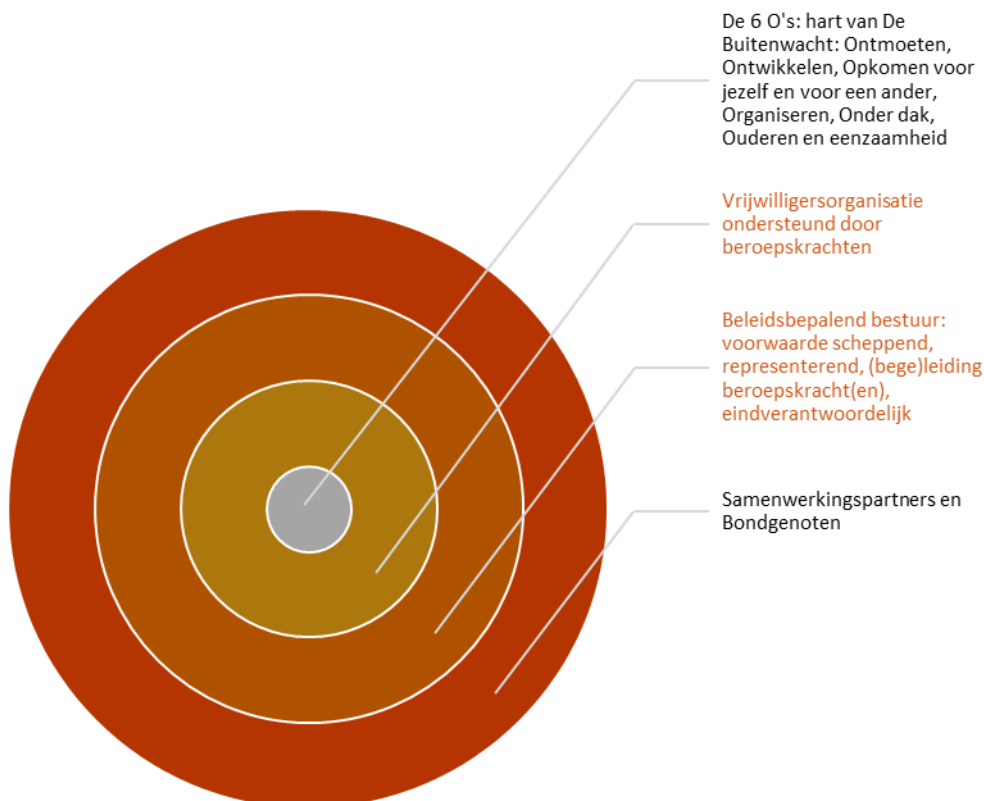 De 6 O's: hart van De
Buitenwacht: Ontmoeten,
Ontwikkelen, Opkomen voor
jezelf en voor een ander,
Organiseren, Onder dak,
Ouderen en eenzaamheid
Vrijwilligersorganisatie
ondersteund door
beroepskrachten
Beleidsbepalend bestuur:
voorwaarde scheppend,
representerend, (bege)leiding
beroepskracht(en),
eindverantwoordelijk
Samenwerkingspartners en
Bondgenoten